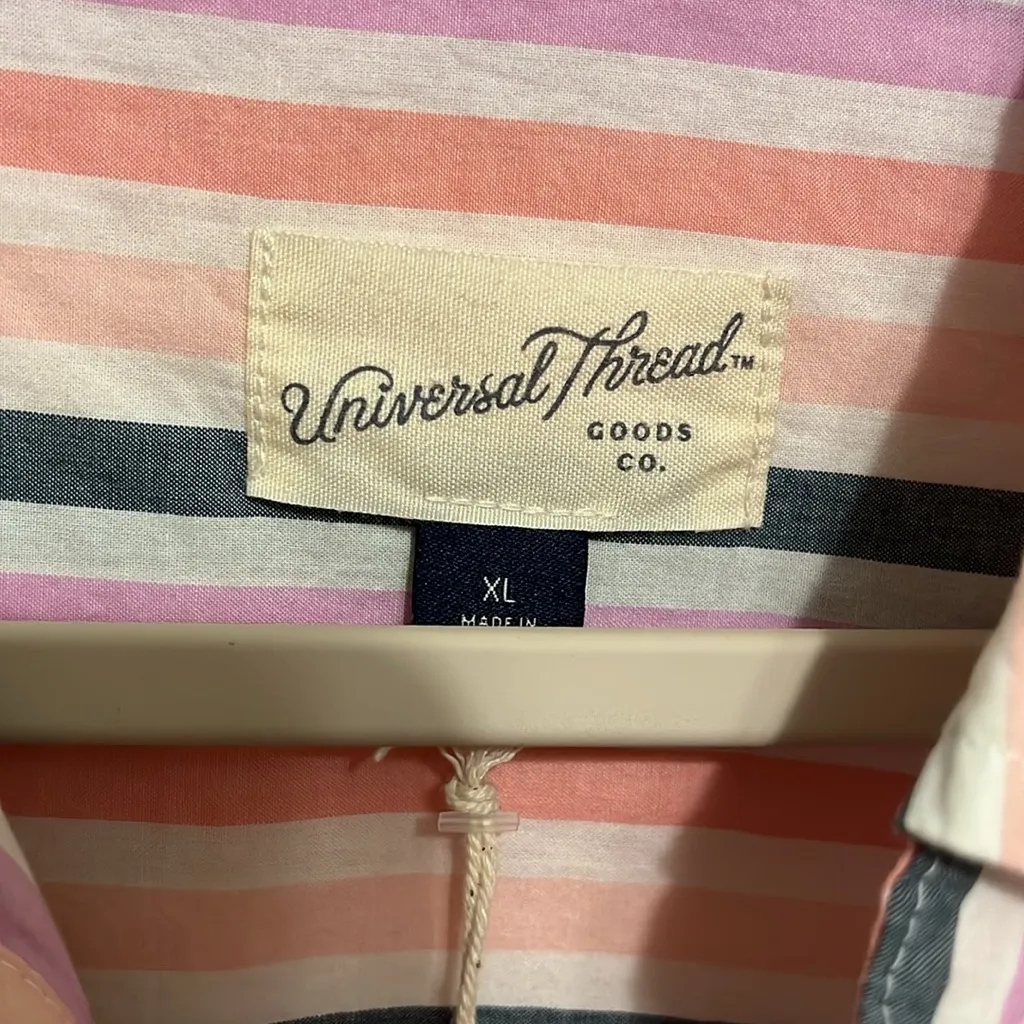 Universal Thread™
GOODS
CO.
XL
MADE IN